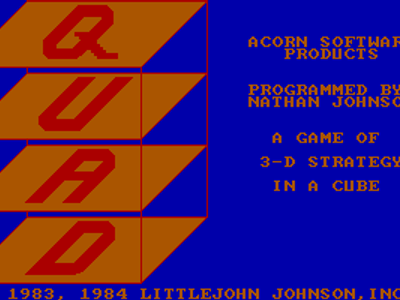 Q
U
A
D
ACORN SOFTWAR
PRODUCTS
PROGRAMMED BY
NATHAN JOHNSO
A GAME OF
3-D STRATEGY
IN A CUBE
1983, 1984 LITTLEJOHN JOHNSON,INC